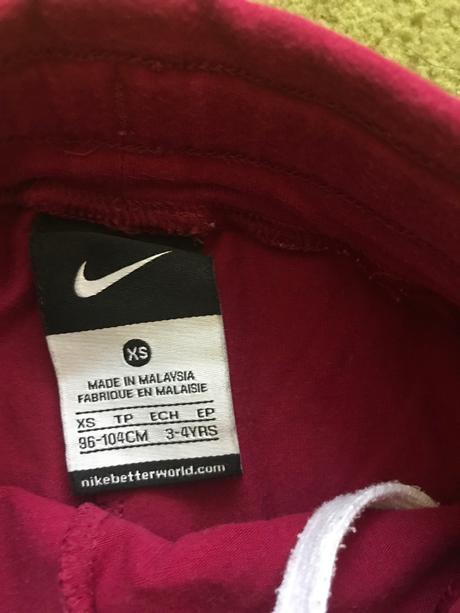 XS
MADE IN MALAYSIA
FABRIQUE EN MALAISIE
XS TP ECH EP
96-104CM 3-4YRS
nikebetterworld.com